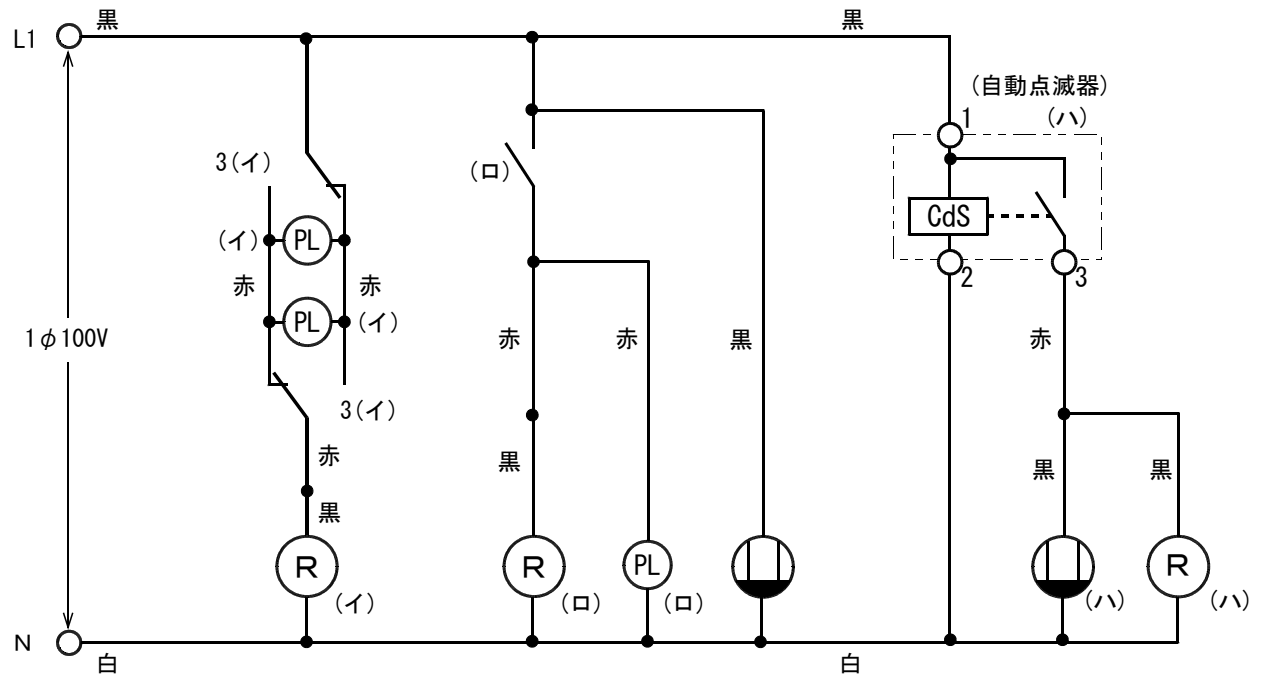 黒
黒
L1
(自動点滅器)
(ハ)
1
3(イ)
(ロ)
(イ)
PL
CdS
赤
赤
2
3
PL
(イ)
1φ100V
赤
赤
黒
赤
3(イ)
赤
黒
黒
黒
黒
R
R
PL
R
(イ)
(ロ)
(ロ)
(ハ)
(ハ)
N
白
白